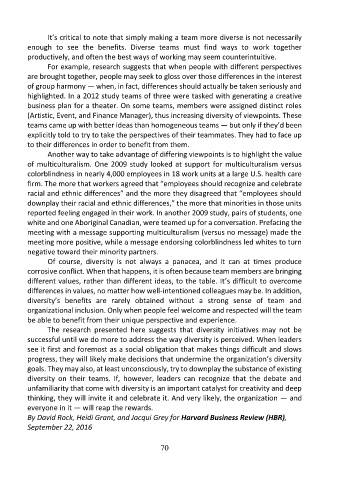 It's critical to note that simply making a team more diverse is not necessarily
enough to see the benefits. Diverse teams must find ways to work together
productively, and often the best ways of working may seem counterintuitive.
For example, research suggests that when people with different perspectives
are brought together, people may seek to gloss over those differences in the interest
of group harmony — when, in fact, differences should actually be taken seriously and
highlighted. In a 2012 study teams of three were tasked with generating a creative
business plan for a theater. On some teams, members were assigned distinct roles
(Artistic, Event, and Finance Manager), thus increasing diversity of viewpoints. These
teams came up with better ideas than homogeneous teams — but only if they'd been
explicitly told to try to take the perspectives of their teammates. They had to face up
to their differences in order to benefit from them.
Another way to take advantage of differing viewpoints is to highlight the value
of multiculturalism. One 2009 study looked at support for multiculturalism versus
colorblindness in nearly 4,000 employees in 18 work units at a large U.S. health care
firm. The more that workers agreed that "employees should recognize and celebrate
racial and ethnic differences" and the more they disagreed that "employees should
downplay their racial and ethnic differences," the more that minorities in those units
reported feeling engaged in their work. In another 2009 study, pairs of students, one
white and one Aboriginal Canadian, were teamed up for a conversation. Prefacing the
meeting with a message supporting multiculturalism (versus no message) made the
meeting more positive, while a message endorsing colorblindness led whites to turn
negative toward their minority partners.
Of course, diversity is not always a panacea, and it can at times produce
corrosive conflict. When that happens, it is often because team members are bringing
different values, rather than different ideas, to the table. It's difficult to overcome
differences in values, no matter how well-intentioned colleagues may be. In addition,
diversity's benefits are rarely obtained without a strong sense of team and
organizational inclusion. Only when people feel welcome and respected will the team
be able to benefit from their unique perspective and experience.
The research presented here suggests that diversity initiatives may not be
successful until we do more to address the way diversity is perceived. When leaders
see it first and foremost as a social obligation that makes things difficult and slows
progress, they will likely make decisions that undermine the organization's diversity
goals. They may also, at least unconsciously, try to downplay the substance of existing
diversity on their teams. If, however, leaders can recognize that the debate and
unfamiliarity that come with diversity is an important catalyst for creativity and deep
thinking, they will invite it and celebrate it. And very likely, the organization — and
everyone in it — will reap the rewards.
By David Rock, Heidi Grant, and Jacqui Grey for Harvard Business Review (HBR),
September 22, 2016
70